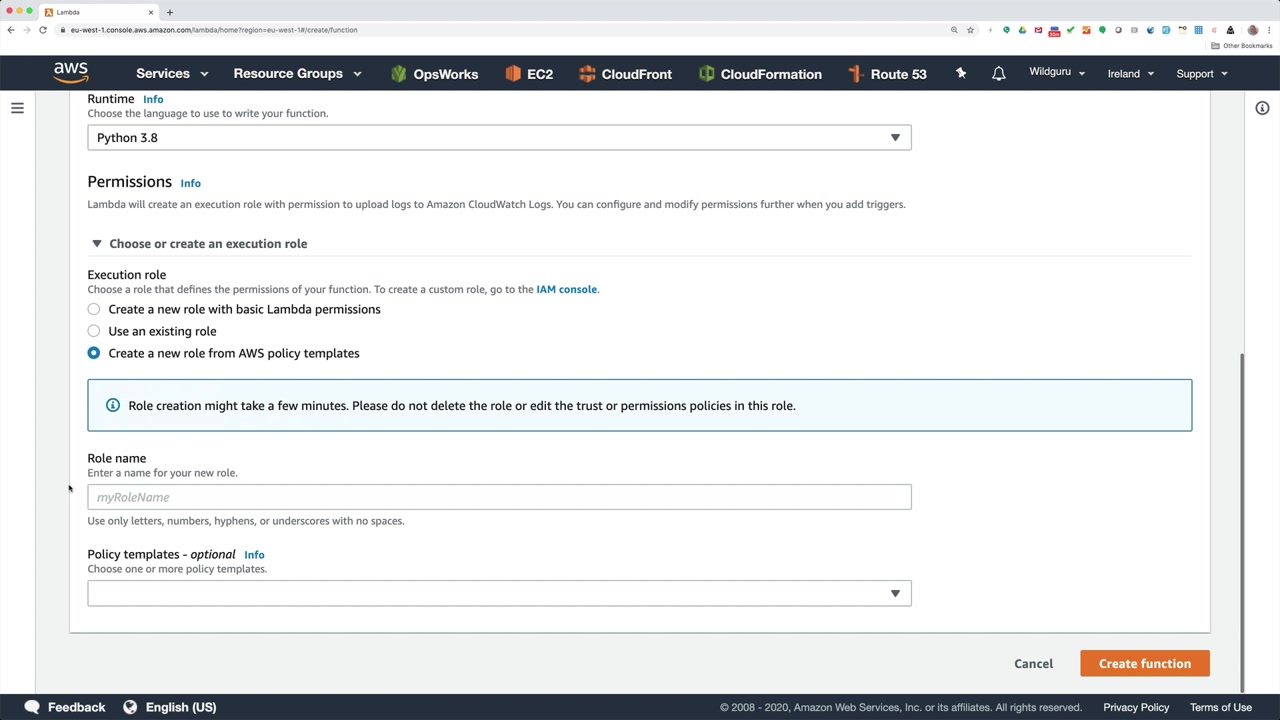 Lambda
eu-west-1.console.aws.amazon.com/lambda/home?region=eu-west-1#/create/function
Other Bookmarks
aws
Services
Resource Groups
OpsWorks
EC2
CloudFront
CloudFormation
Route 53
Wildguru
Ireland
Support
Runtime Info
Choose the language to use to write your function.
Python 3.8
Permissions Info
Lambda will create an execution role with permission to upload logs to Amazon CloudWatch Logs. You can configure and modify permissions further when you add triggers.
Choose or create an execution role
Execution role
Choose a role that defines the permissions of your function. To create a custom role, go to the IAM console.
Create a new role with basic Lambda permissions
Use an existing role
Create a new role from AWS policy templates
Role creation might take a few minutes. Please do not delete the role or edit the trust or permissions policies in this role.
Role name
Enter a name for your new role.
myRoleName
Use only letters, numbers, hyphens, or underscores with no spaces.
Policy templates - optional Info
Choose one or more policy templates.
Cancel
Create function
Feedback
English (US)
© 2008 - 2020, Amazon Web Services, Inc. or its affiliates. All rights reserved.
Privacy Policy
Terms of Use